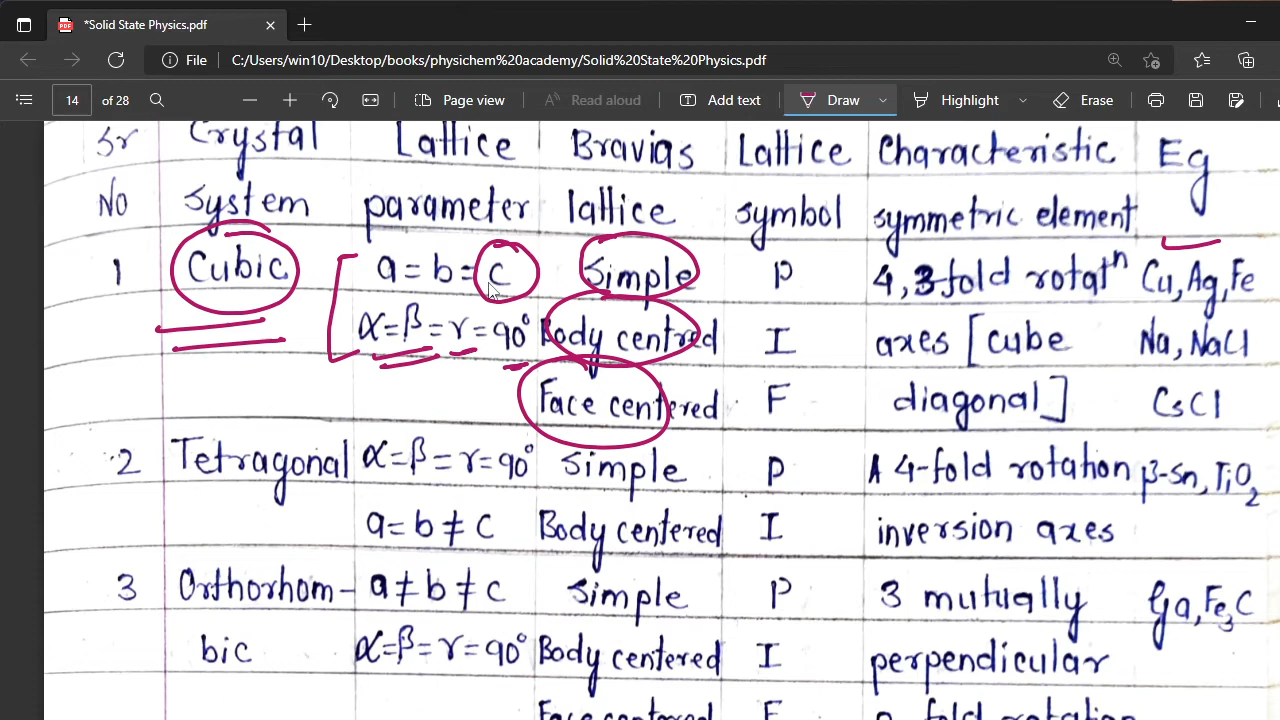 *Solid State Physics.pdf
File C:/Users/win10/Desktop/books/physichem%20academy/Solid%20State%20Physics.pdf
14 of 28 Page view Read aloud Add text Draw Highlight Erase
Sr Crystal Lattice Bravias Lattice Characteristic Eg
No system parameter lattice symbol symmetric element
1 Cubic a = b = c Simple P 4, 3 fold rotatⁿ Cu, Ag, Fe
α = β = γ = 90° Body centred I axes [cube Na, NaCl
Face centered F diagonal] CsCl
2 Tetragonal α = β = γ = 90° Simple P A 4-fold rotation β-Sn, TiO₂
a = b ≠ c Body centered I inversion axes
3 Orthorhom- a ≠ b ≠ c Simple P 3 mutually Ga, Fe₃C
bic α = β = γ = 90° Body centered I perpendicular
Face centered F fold rotation